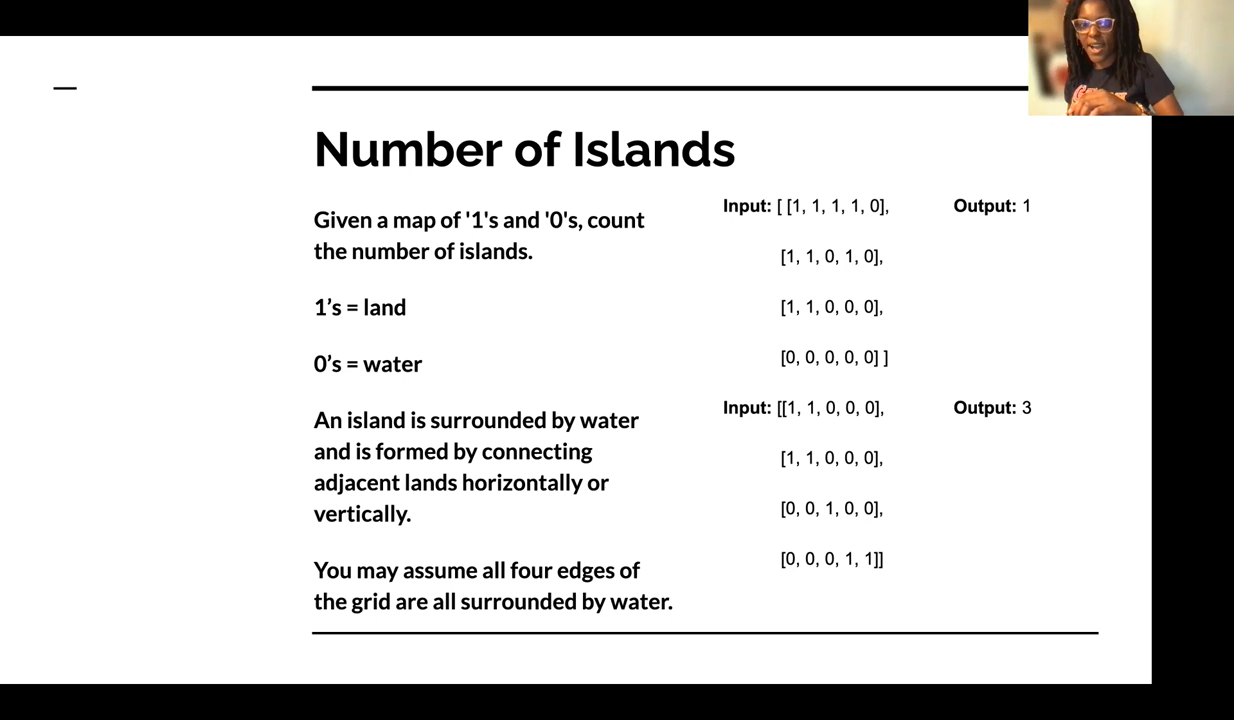 Number of Islands
Given a map of '1's and '0's, count
the number of islands.
1’s = land
0’s = water
An island is surrounded by water
and is formed by connecting
adjacent lands horizontally or
vertically.
You may assume all four edges of
the grid are all surrounded by water.
Input: [ [1, 1, 1, 1, 0], Output: 1
[1, 1, 0, 1, 0],
[1, 1, 0, 0, 0],
[0, 0, 0, 0, 0] ]
Input: [[1, 1, 0, 0, 0], Output: 3
[1, 1, 0, 0, 0],
[0, 0, 1, 0, 0],
[0, 0, 0, 1, 1]]